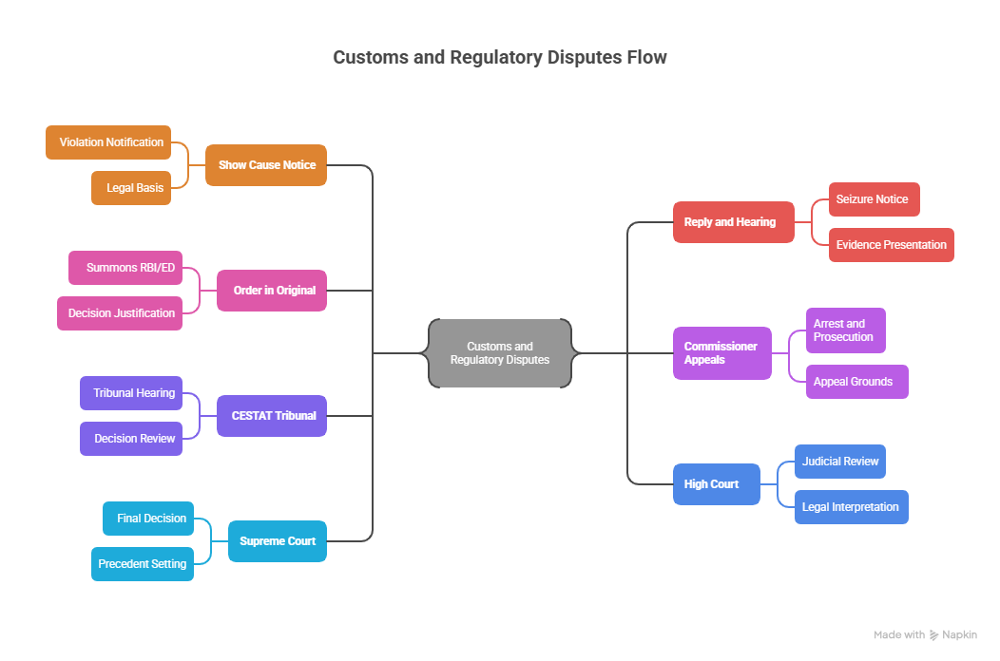 Customs and Regulatory Disputes Flow
Violation Notification
Show Cause Notice
Legal Basis
Summons RBI/ED
Order in Original
Decision Justification
Tribunal Hearing
CESTAT Tribunal
Decision Review
Final Decision
Supreme Court
Precedent Setting
Customs and
Regulatory Disputes
Reply and Hearing
Seizure Notice
Evidence Presentation
Commissioner
Appeals
Arrest and
Prosecution
Appeal Grounds
High Court
Judicial Review
Legal Interpretation
Made with Napkin